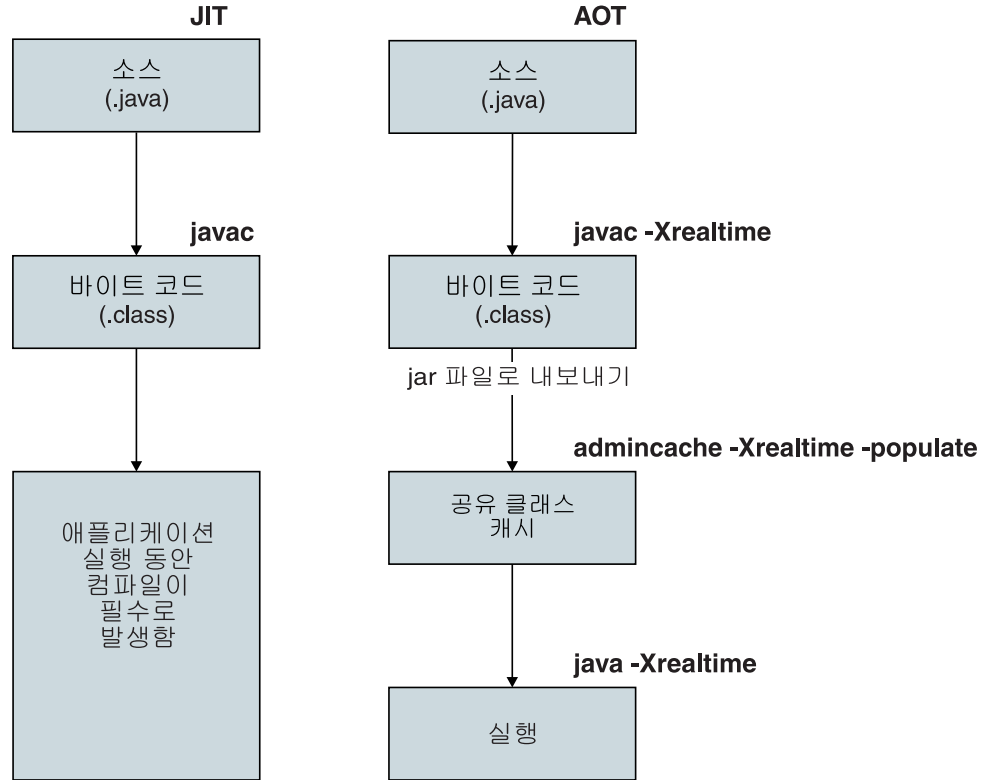 JIT
소스
(.java)
javac
바이트 코드
(.class)
애플리케이션
실행 동안
컴파일이
필수로
발생함
AOT
소스
(.java)
javac -Xrealtime
바이트 코드
(.class)
jar 파일로 내보내기
admincache -Xrealtime -populate
공유 클래스
캐시
java -Xrealtime
실행